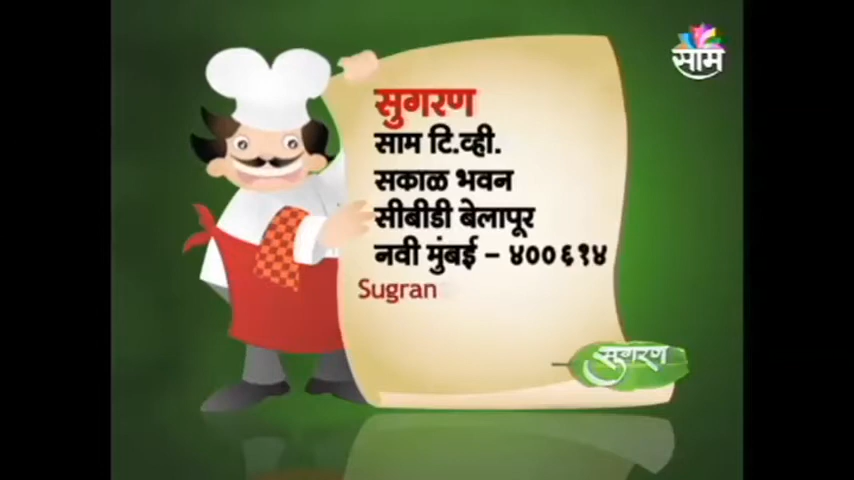 साम
सुगरण
साम टि.व्ही.
सकाळ भवन
सीबीडी बेलापूर
नवी मुंबई – ४००६१४
Sugran
सुगरण